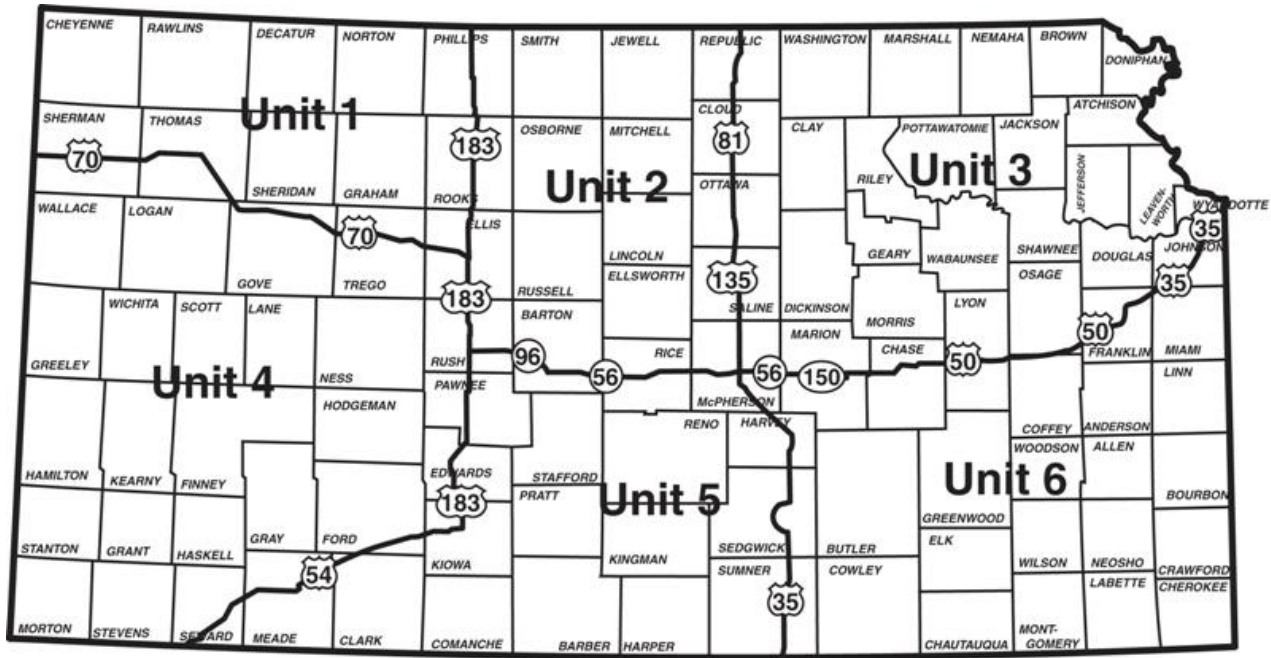 CHEYENNE
RAWLINS
DECATUR
NORTON
PHILLIPS
SMITH
JEWELL
REPUBLIC
WASHINGTON
MARSHALL
NEMAHA
BROWN
DONIPHAN
Unit 1
SHERMAN
THOMAS
183
OSBORNE
MITCHELL
CLOUD
81
CLAY
POTTAWATOMIE
JACKSON
ATCHISON
70
SHERIDAN
GRAHAM
ROOKS
Unit 2
OTTAWA
RILEY
Unit 3
JEFFERSON
LEAVEN-
WORTH
WYANDOTTE
WALLACE
LOGAN
70
ELLIS
LINCOLN
GEARY
WABAUNSEE
SHAWNEE
DOUGLAS
JOHNSON
35
GOVE
TREGO
183
RUSSELL
ELLSWORTH
135
SALINE
DICKINSON
OSAGE
35
WICHITA
SCOTT
LANE
BARTON
MARION
MORRIS
LYON
50
GREELEY
NESS
RUSH
96
RICE
CHASE
50
FRANKLIN
MIAMI
Unit 4
PAWNEE
56
56
150
LINN
HODGEMAN
McPHERSON
RENO
HARVEY
COFFEY
ANDERSON
HAMILTON
KEARNY
FINNEY
EDWARDS
STAFFORD
WOODSON
ALLEN
183
PRATT
Unit 5
Unit 6
BOURBON
STANTON
GRANT
HASKELL
GRAY
FORD
GREENWOOD
54
KIOWA
KINGMAN
SEDGWICK
BUTLER
ELK
WILSON
NEOSHO
CRAWFORD
SUMNER
COWLEY
LABETTE
CHEROKEE
35
MORTON
STEVENS
SEWARD
MEADE
CLARK
COMANCHE
BARBER
HARPER
CHAUTAUQUA
MONT-
GOMERY